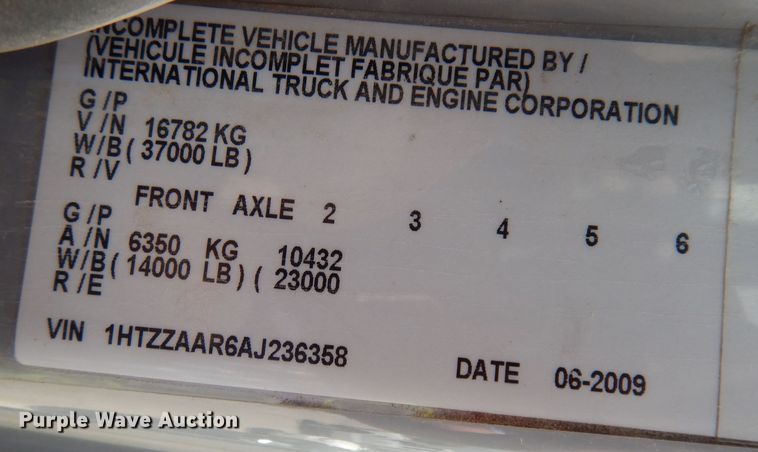 INCOMPLETE VEHICLE MANUFACTURED BY /
(VEHICULE INCOMPLET FABRIQUE PAR)
INTERNATIONAL TRUCK AND ENGINE CORPORATION
G /P
V /N 16782 KG
W/B ( 37000 LB )
R /V
FRONT AXLE 2 3 4 5 6
G /P
A /N 6350 KG 10432
W/B ( 14000 LB ) ( 23000
R /E
VIN 1HTZZAAR6AJ236358 DATE 06-2009
Purple Wave Auction